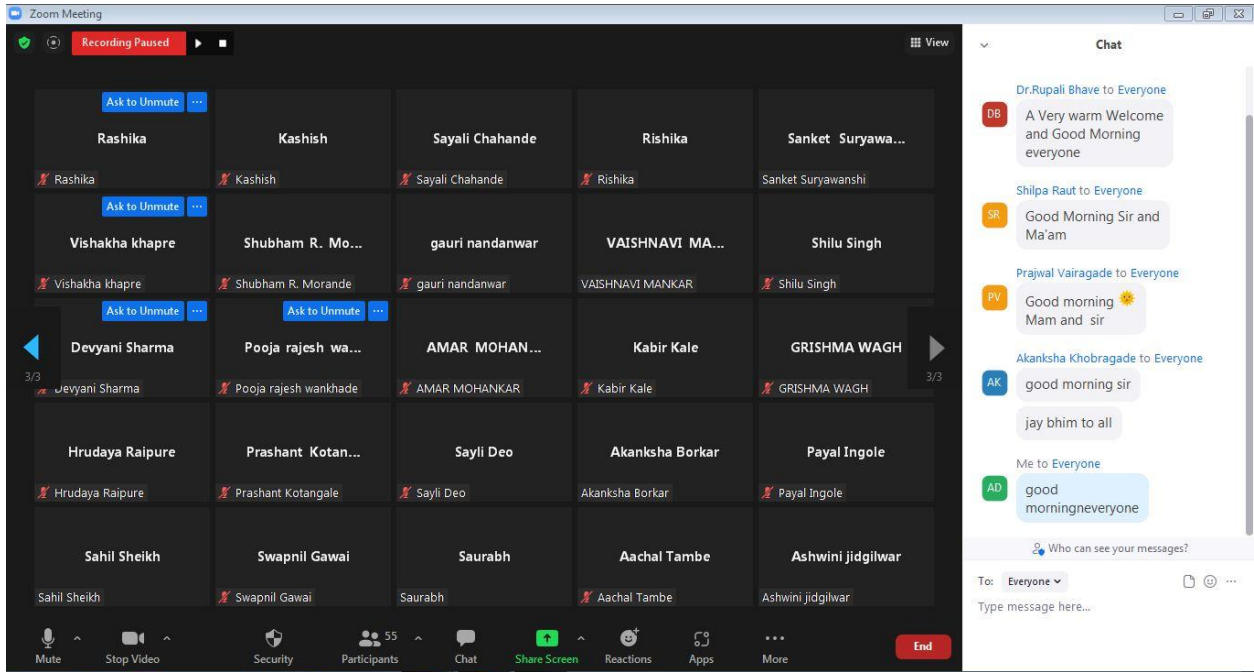 Zoom Meeting
Recording Paused
View
Chat
Ask to Unmute ...
Rashika
Kashish
Sayali Chahande
Rishika
Sanket Suryawa...
Rashika
Kashish
Sayali Chahande
Rishika
Sanket Suryawanshi
Ask to Unmute ...
Vishakha khapre
Shubham R. Mo...
gauri nandanwar
VAISHNAVI MA...
Shilu Singh
Vishakha khapre
Shubham R. Morande
gauri nandanwar
VAISHNAVI MANKAR
Shilu Singh
Ask to Unmute ...
Ask to Unmute ...
Devyani Sharma
Pooja rajesh wa...
AMAR MOHAN...
Kabir Kale
GRISHMA WAGH
3/3
3/3
Devyani Sharma
Pooja rajesh wankhade
AMAR MOHANKAR
Kabir Kale
GRISHMA WAGH
Hrudaya Raipure
Prashant Kotan...
Sayli Deo
Akanksha Borkar
Payal Ingole
Hrudaya Raipure
Prashant Kotangale
Sayli Deo
Akanksha Borkar
Payal Ingole
Sahil Sheikh
Swapnil Gawai
Saurabh
Aachal Tambe
Ashwini jidgilwar
Sahil Sheikh
Swapnil Gawai
Saurabh
Aachal Tambe
Ashwini jidgilwar
Mute
Stop Video
Security
Participants
55
Chat
Share Screen
Reactions
Apps
More
End
Dr.Rupali Bhave to Everyone
DB
A Very warm Welcome
and Good Morning
everyone
Shilpa Raut to Everyone
SR
Good Morning Sir and
Ma'am
Prajwal Vairagade to Everyone
PV
Good morning 🌞
Mam and sir
Akanksha Khobragade to Everyone
AK
good morning sir
jay bhim to all
Me to Everyone
AD
good
morningneveryone
Who can see your messages?
To: Everyone
...
Type message here...